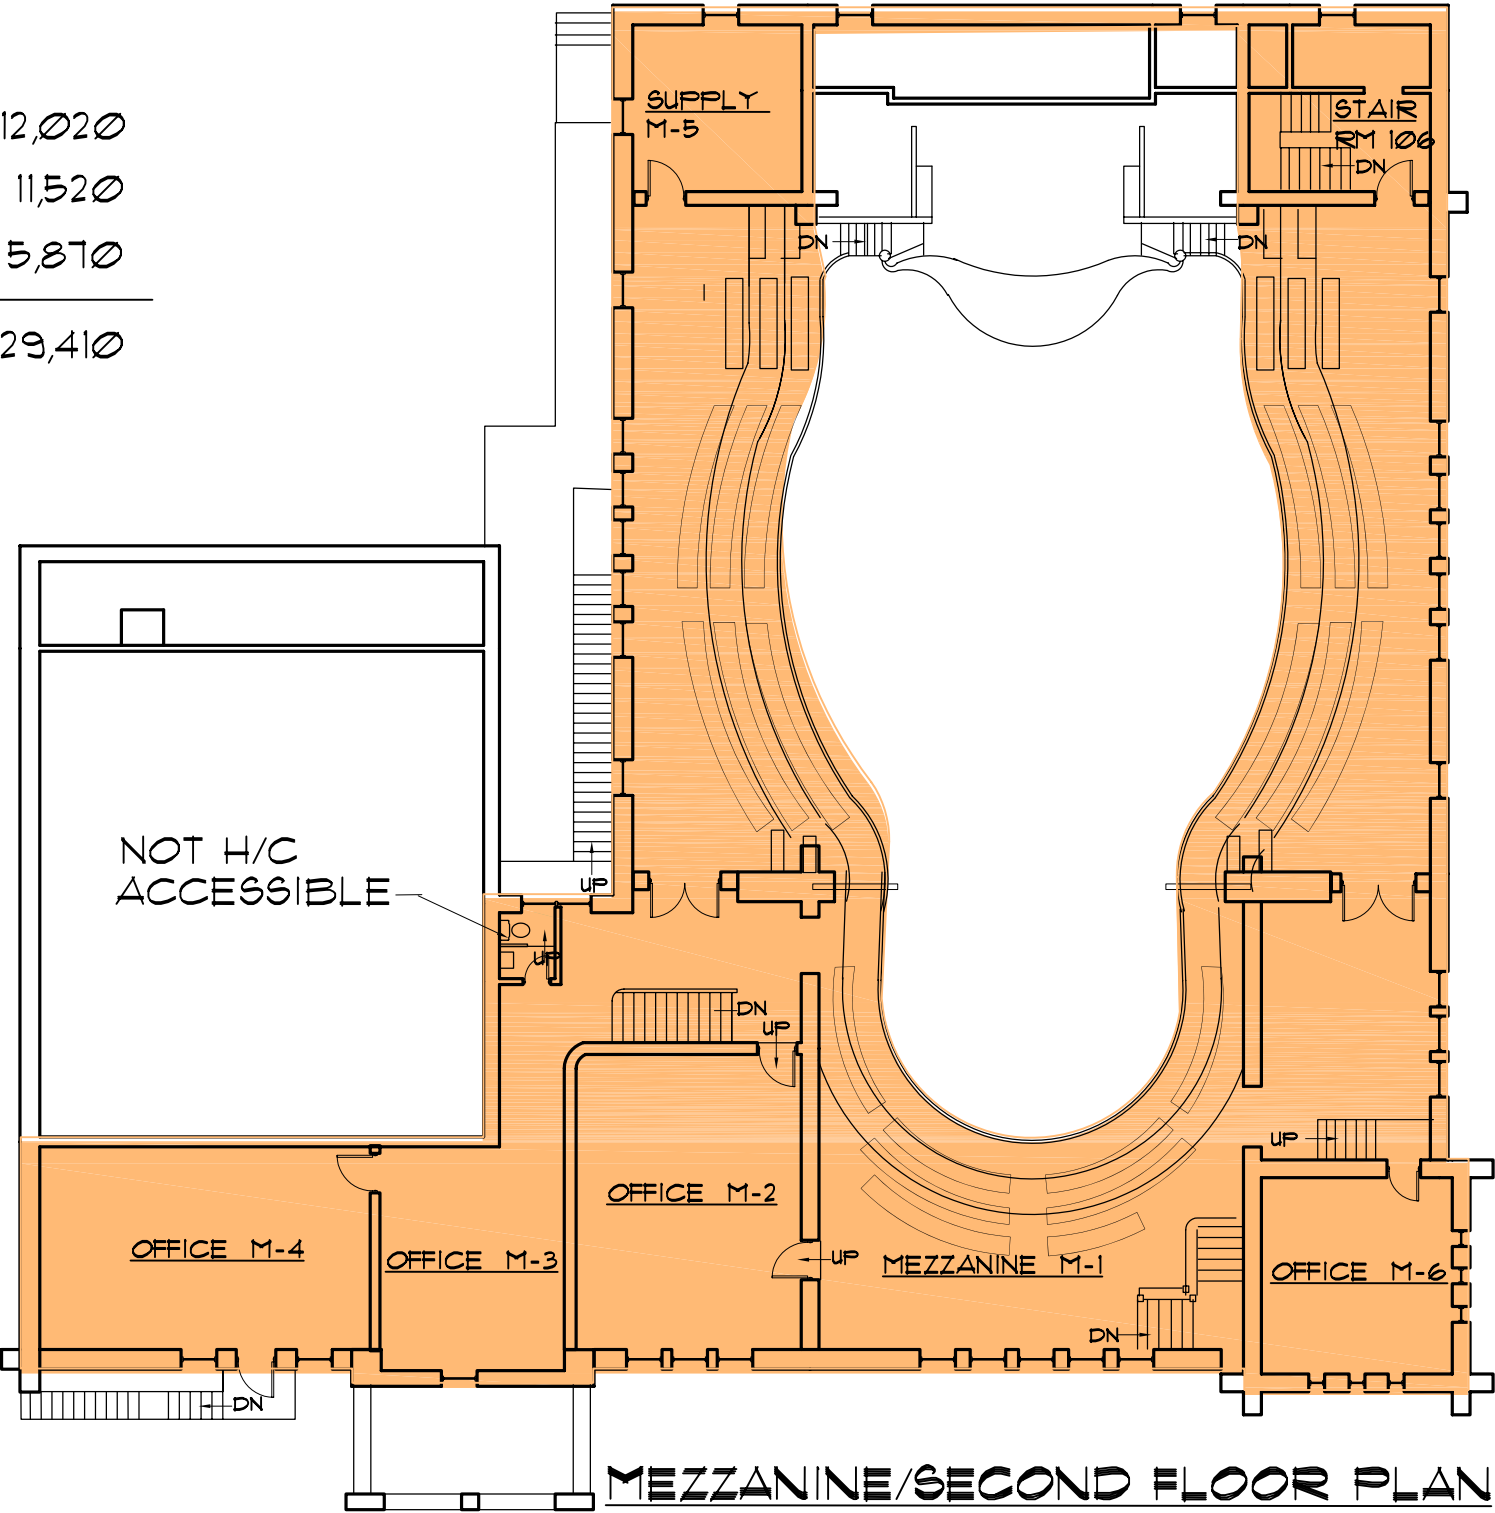 12,020
11,520
5,870
29,410
SUPPLY
M-5
STAIR
RM 106
DN
DN
DN
NOT H/C
ACCESSIBLE
UP
UP
DN
UP
UP
OFFICE M-2
OFFICE M-4
OFFICE M-3
UP
MEZZANINE M-1
OFFICE M-6
DN
DN
MEZZANINE/SECOND FLOOR PLAN